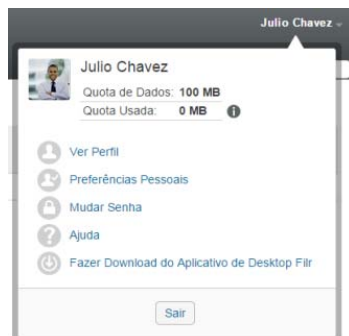 Julio Chavez
Julio Chavez
Quota de Dados: 100 MB
Quota Usada: 0 MB
Ver Perfil
Preferências Pessoais
Mudar Senha
Ajuda
Fazer Download do Aplicativo de Desktop Filr
Sair